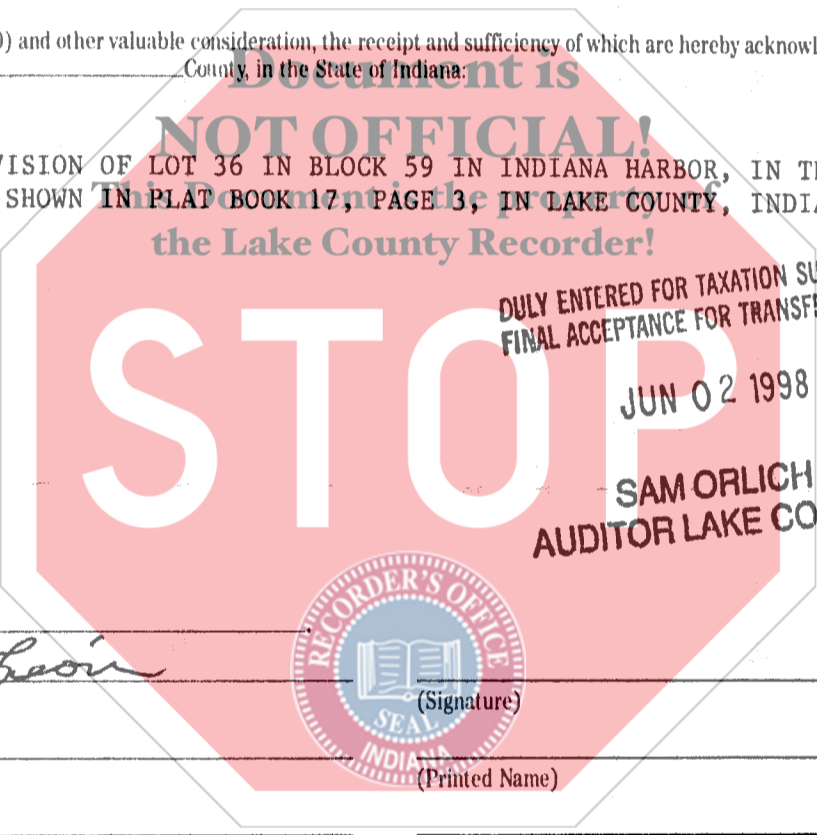 0) and other valuable consideration, the receipt and sufficiency of which are hereby acknowl
County, in the State of Indiana:
Document is
NOT OFFICIAL!
VISION OF LOT 36 IN BLOCK 59 IN INDIANA HARBOR, IN TH
SHOWN IN PLAT BOOK 17, PAGE 3, IN LAKE COUNTY, INDIA
This Document is the property of
the Lake County Recorder!
DULY ENTERED FOR TAXATION SU
FINAL ACCEPTANCE FOR TRANSF
STOP
JUN 02 1998
SAM ORLICH
AUDITOR LAKE CO
RECORDER'S OFFICE
SEAL
INDIANA
(Signature)
(Printed Name)